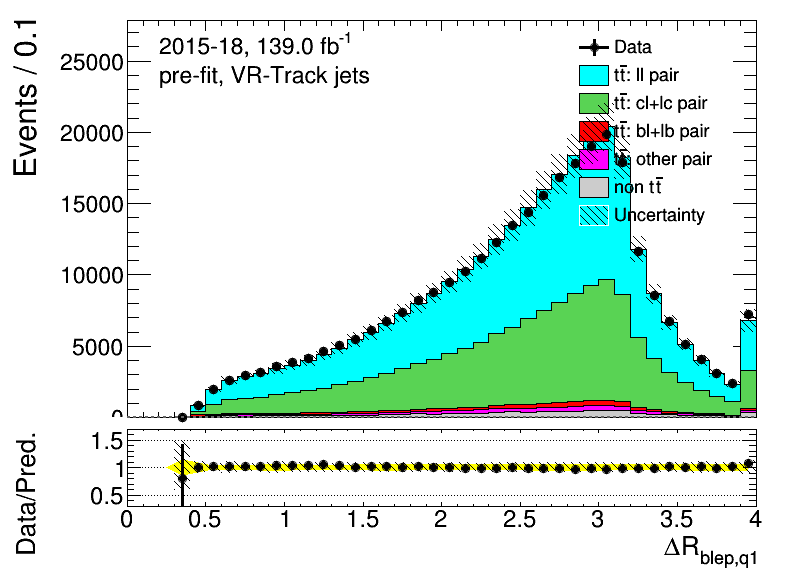 Events / 0.1
2015-18, 139.0 fb⁻¹
pre-fit, VR-Track jets
Data
tt̄: ll pair
tt̄: cl+lc pair
tt̄: bl+lb pair
tt̄: other pair
non tt̄
Uncertainty
25000
20000
15000
10000
5000
0
Data/Pred.
1.5
1
0.5
0 0.5 1 1.5 2 2.5 3 3.5 4
ΔR_blep,q1